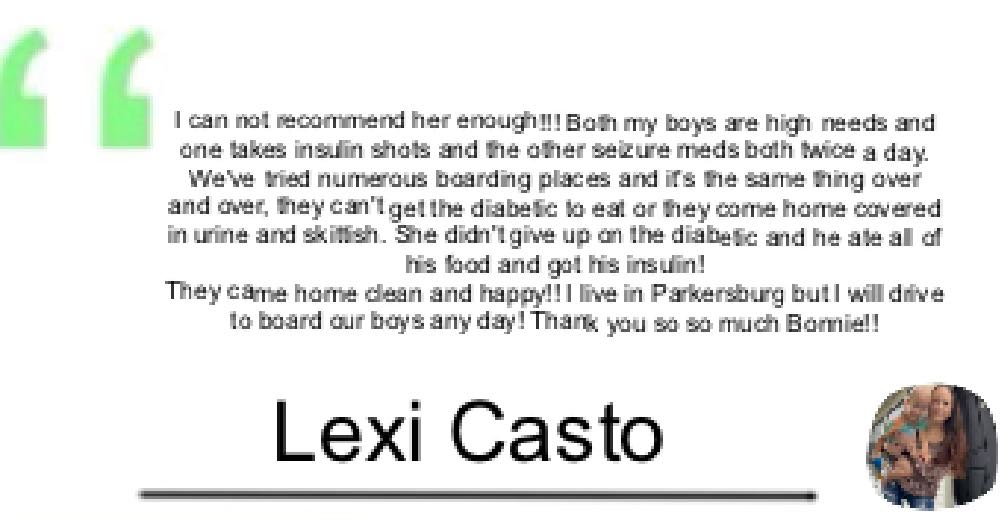 I can not recommend her enough!!! Both my boys are high needs and
one takes insulin shots and the other seizure meds both twice a day.
We've tried numerous boarding places and it's the same thing over
and over, they can't get the diabetic to eat or they come home covered
in urine and skittish. She didn't give up on the diabetic and he ate all of
his food and got his insulin!
They came home clean and happy!! I live in Parkersburg but I will drive
to board our boys any day! Thank you so so much Bonnie!!
Lexi Casto